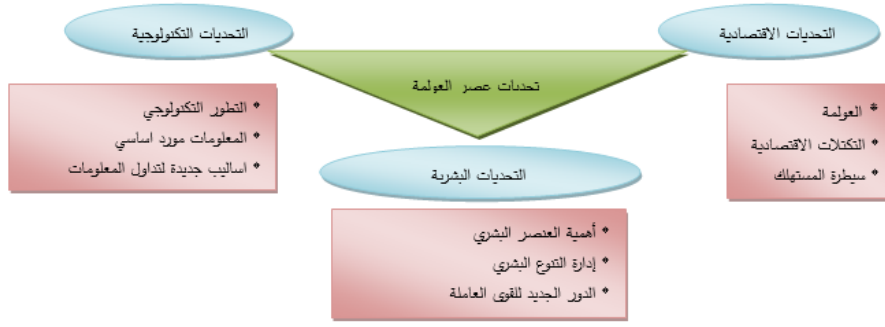 التحديات الاقتصادية
التحديات التكنولوجية
تحديات عصر العولمة
* العولمة
* التكتلات الاقتصادية
* سيطرة المستهلك
* التطور التكنولوجي
* المعلومات مورد اساسي
* اساليب جديدة لتداول المعلومات
التحديات البشرية
* أهمية العنصر البشري
* إدارة التنوع البشري
* الدور الجديد للقوى العاملة